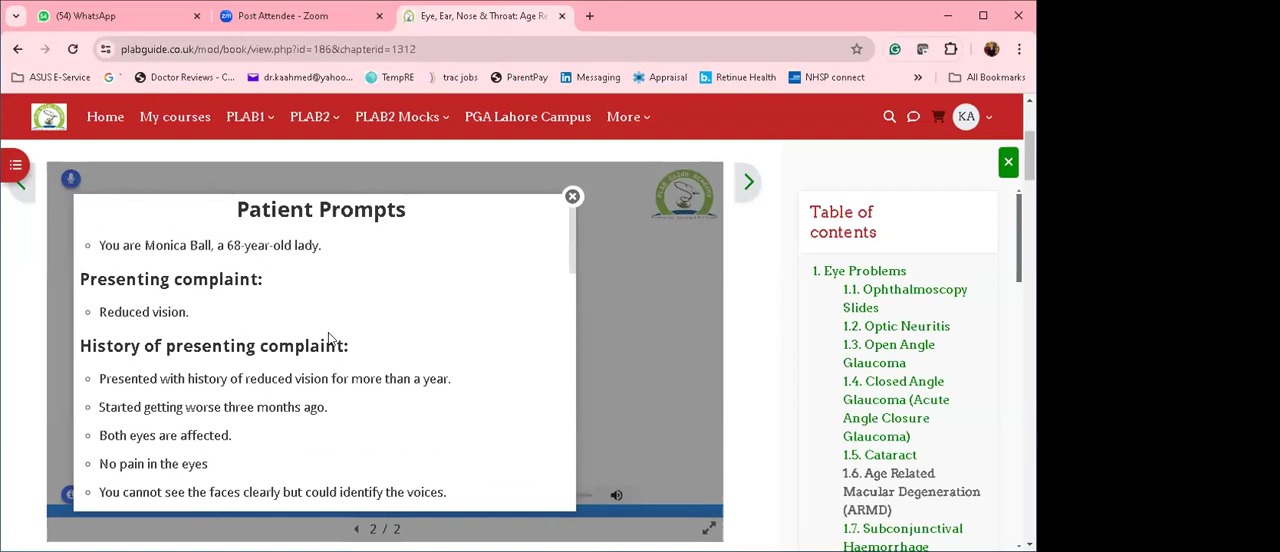 (54) WhatsApp
Post Attendee - Zoom
Eye, Ear, Nose & Throat: Age Re
plabguide.co.uk/mod/book/view.php?id=186&chapterid=1312
ASUS E-Service
Doctor Reviews - C...
dr.kaahmed@yahoo...
TempRE
trac jobs
ParentPay
Messaging
Appraisal
Retinue Health
NHSP connect
»
All Bookmarks
Home
My courses
PLAB1
PLAB2
PLAB2 Mocks
PGA Lahore Campus
More
KA
Patient Prompts
You are Monica Ball, a 68-year-old lady.
Presenting complaint:
Reduced vision.
History of presenting complaint:
Presented with history of reduced vision for more than a year.
Started getting worse three months ago.
Both eyes are affected.
No pain in the eyes
You cannot see the faces clearly but could identify the voices.
2 / 2
Table of
contents
1. Eye Problems
1.1. Ophthalmoscopy
Slides
1.2. Optic Neuritis
1.3. Open Angle
Glaucoma
1.4. Closed Angle
Glaucoma (Acute
Angle Closure
Glaucoma)
1.5. Cataract
1.6. Age Related
Macular Degeneration
(ARMD)
1.7. Subconjunctival
Haemorrhage